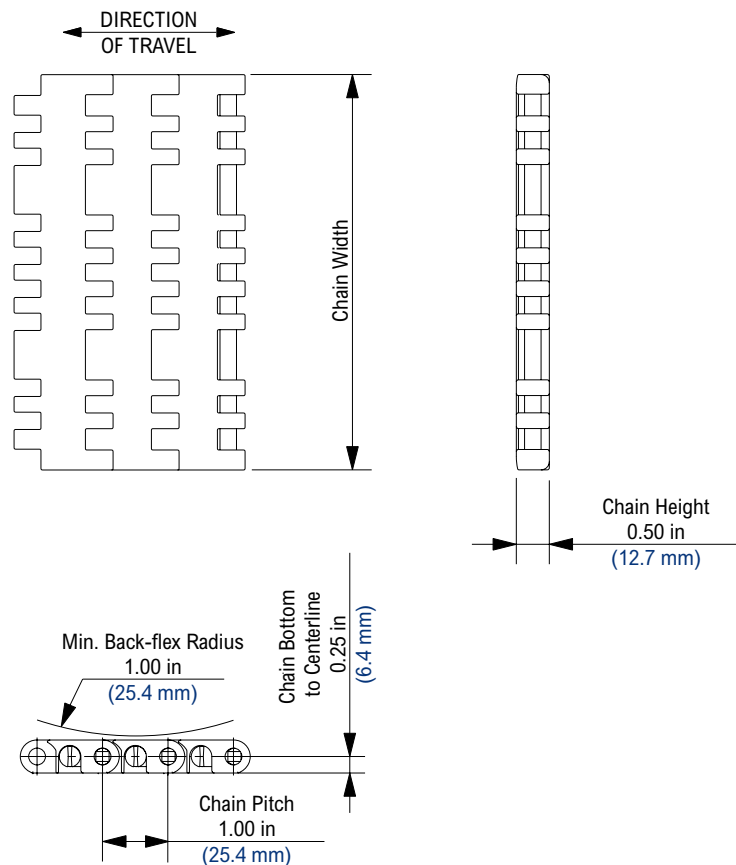 DIRECTION
OF TRAVEL
Chain Width
Chain Height
0.50 in
(12.7 mm)
Chain Bottom
to Centerline
0.25 in
(6.4 mm)
Min. Back-flex Radius
1.00 in
(25.4 mm)
Chain Pitch
1.00 in
(25.4 mm)